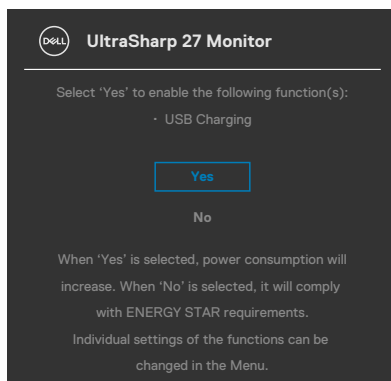 DELL UltraSharp 27 Monitor
Select ‘Yes’ to enable the following function(s):
· USB Charging
Yes
No
When ‘Yes’ is selected, power consumption will
increase. When ‘No’ is selected, it will comply
with ENERGY STAR requirements.
Individual settings of the functions can be
changed in the Menu.